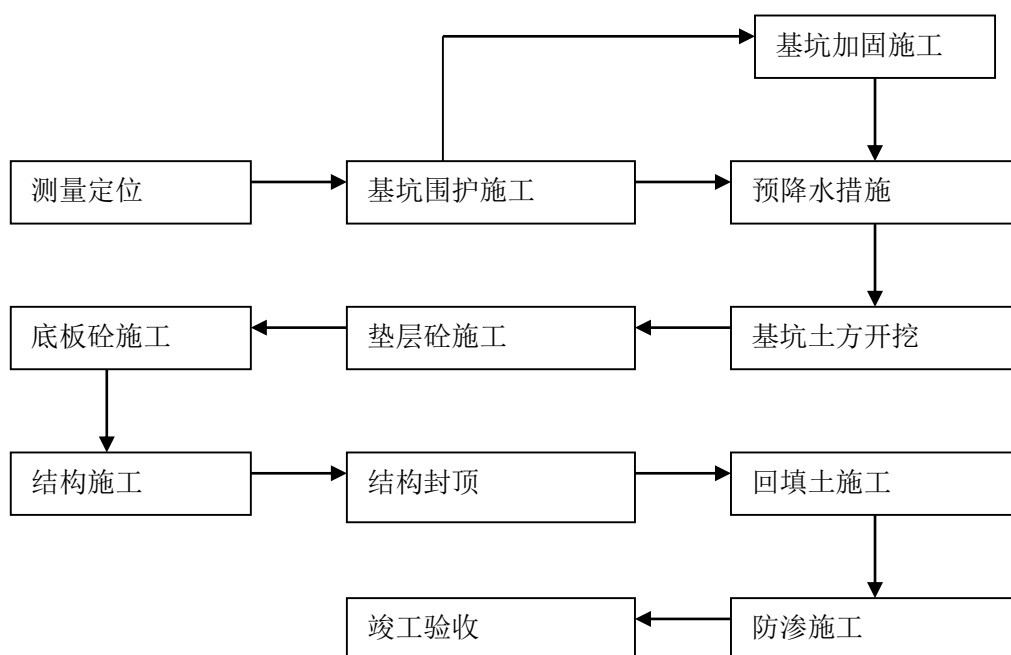 基坑加固施工
测量定位
基坑围护施工
预降水措施
底板砼施工
垫层砼施工
基坑土方开挖
结构施工
结构封顶
回填土施工
竣工验收
防渗施工